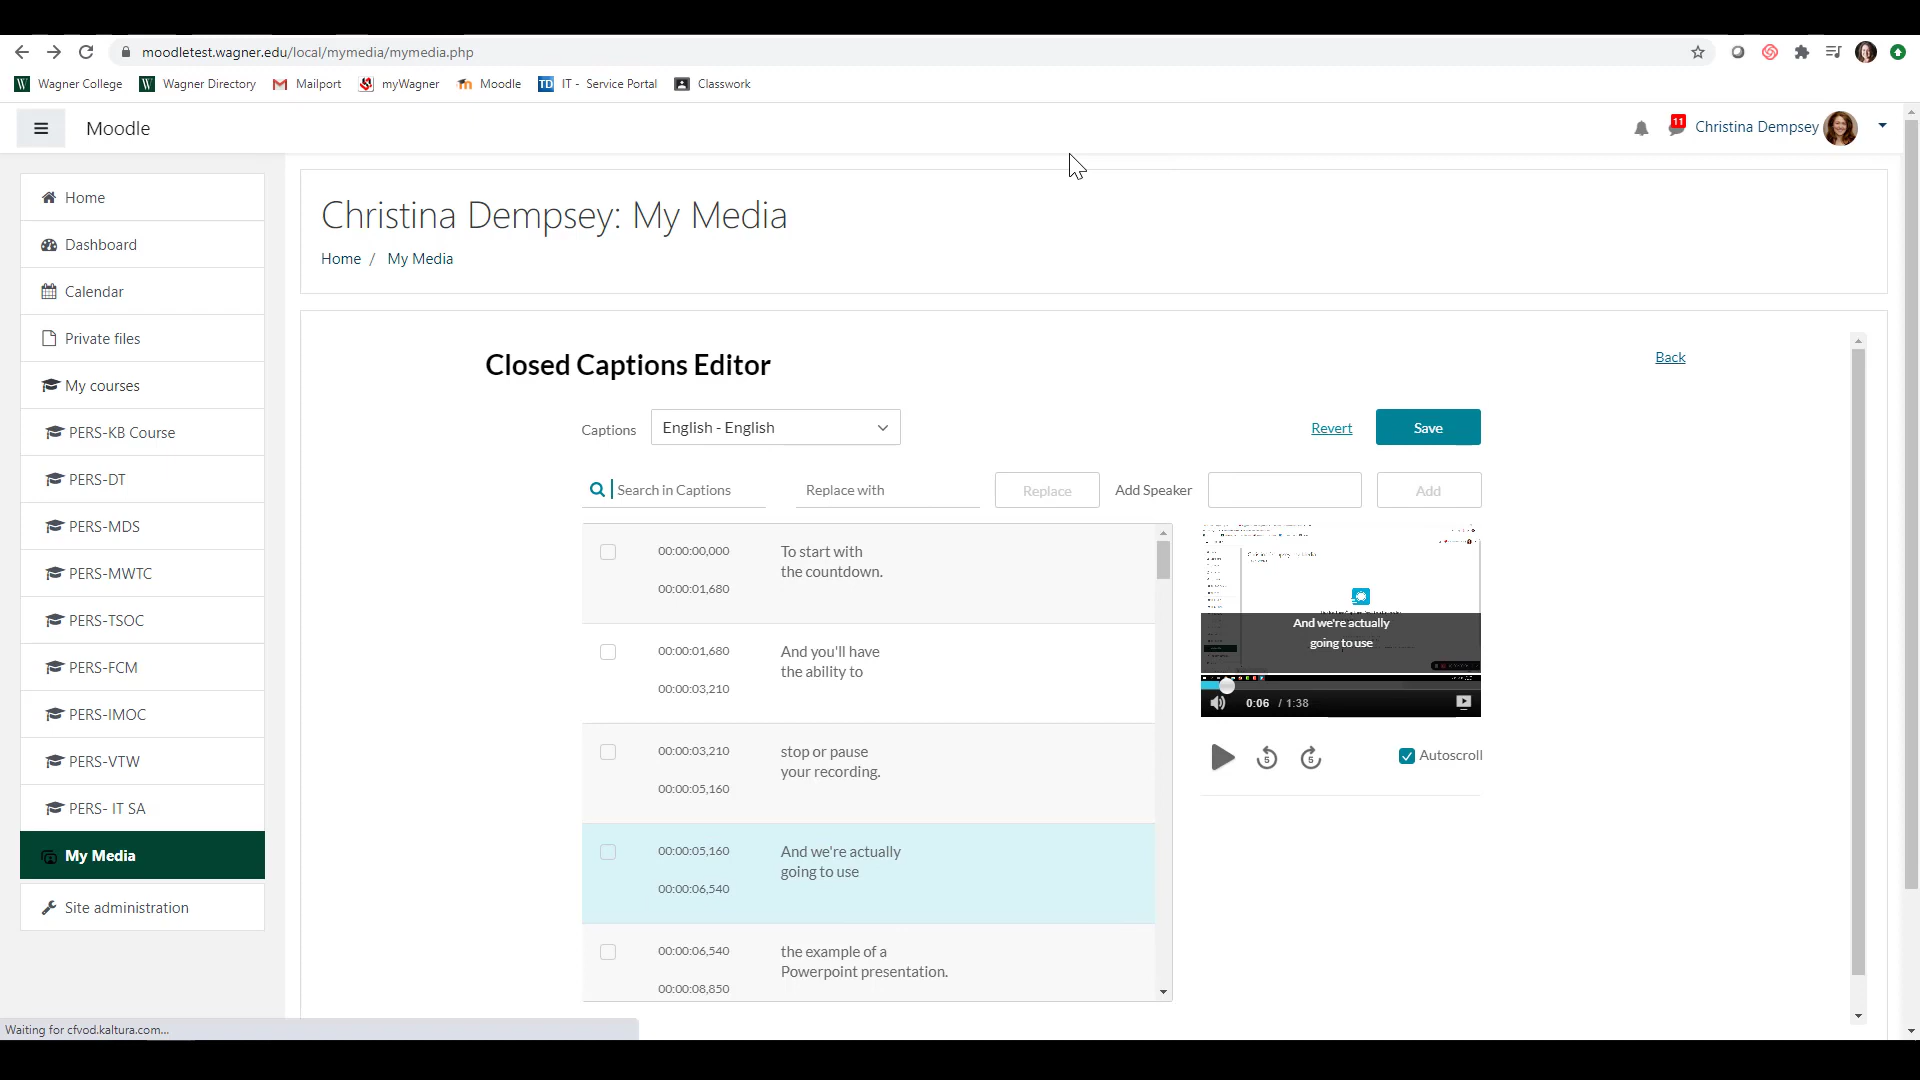 moodletest.wagner.edu/local/mymedia/mymedia.php
Wagner College
Wagner Directory
Mailport
myWagner
Moodle
IT - Service Portal
Classwork
Moodle
11
Christina Dempsey
Home
Dashboard
Calendar
Private files
My courses
PERS-KB Course
PERS-DT
PERS-MDS
PERS-MWTC
PERS-TSOC
PERS-FCM
PERS-IMOC
PERS-VTW
PERS- IT SA
My Media
Site administration
Christina Dempsey: My Media
Home / My Media
Closed Captions Editor
Back
Captions
English - English
Revert
Save
Search in Captions
Replace with
Replace
Add Speaker
Add
00:00:00,000
00:00:01,680
To start with
the countdown.
00:00:01,680
00:00:03,210
And you'll have
the ability to
00:00:03,210
00:00:05,160
stop or pause
your recording.
00:00:05,160
00:00:06,540
And we're actually
going to use
00:00:06,540
00:00:08,850
the example of a
Powerpoint presentation.
And we're actually
going to use
0:06 / 1:38
5
5
Autoscroll
Waiting for cfvod.kaltura.com...